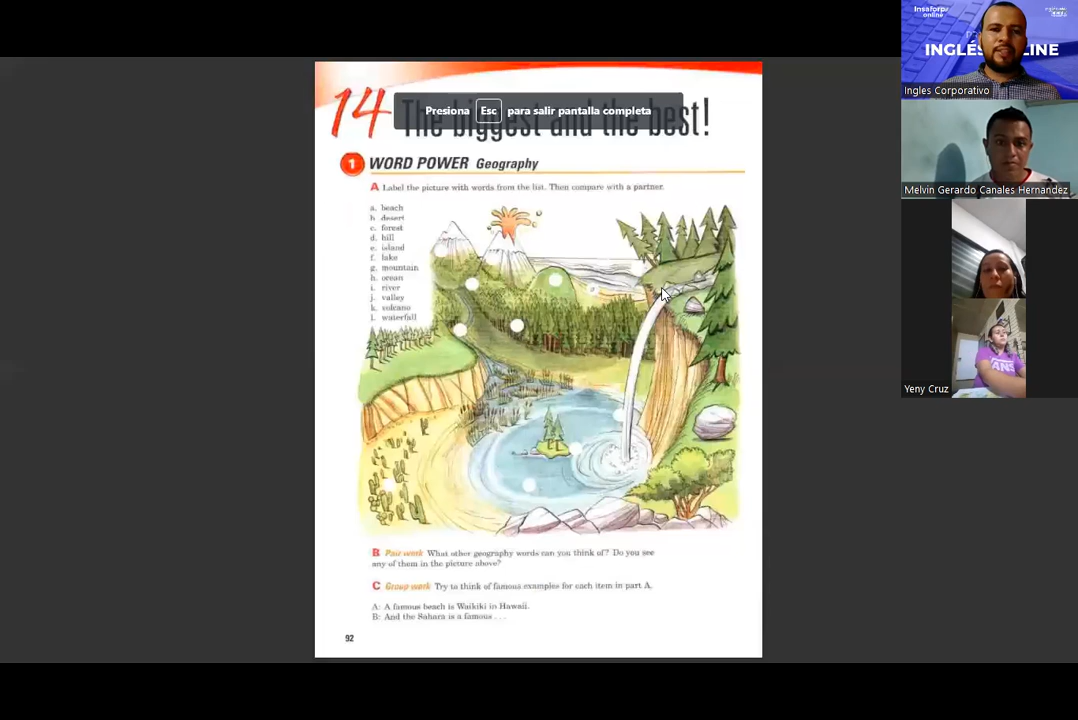 14 The biggest and the best!
Presiona Esc para salir pantalla completa
1 WORD POWER Geography
A Label the picture with words from the list. Then compare with a partner.
a. beach
b. desert
c. forest
d. hill
e. island
f. lake
g. mountain
h. ocean
i. river
j. valley
k. volcano
l. waterfall
B Pair work What other geography words can you think of? Do you see
any of them in the picture above?
C Group work Try to think of famous examples for each item in part A.
A: A famous beach is Waikiki in Hawaii.
B: And the Sahara is a famous . . .
92
Insaforp
online
INGLÉS
LINE
Ingles Corporativo
Melvin Gerardo Canales Hernandez
VANS
Yeny Cruz